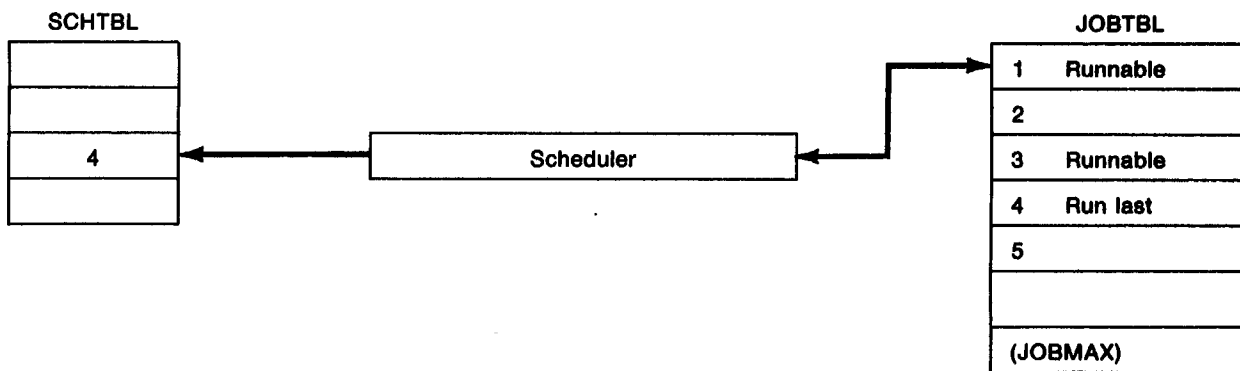 SCHTBL
4
Scheduler
JOBTBL
1 Runnable
2
3 Runnable
4 Run last
5
(JOBMAX)